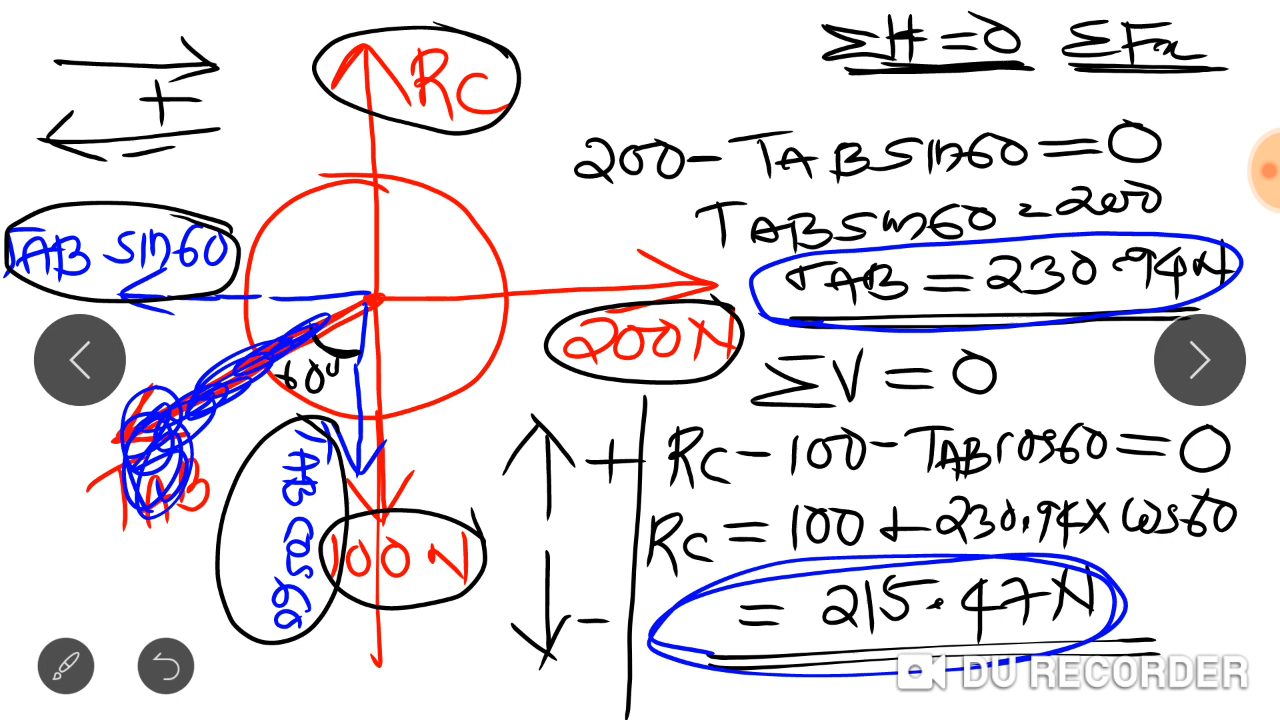 ΣH=0 ΣFx
RC
+
−
200 − TAB sin60 = 0
TAB sin60 = 200
TAB sin60
TAB = 230.94N
200N
ΣV = 0
60°
TAB
TAB cos60
100N
+
−
RC − 100 − TAB cos60 = 0
RC = 100 + 230.94 x cos60
= 215.47N
DU RECORDER